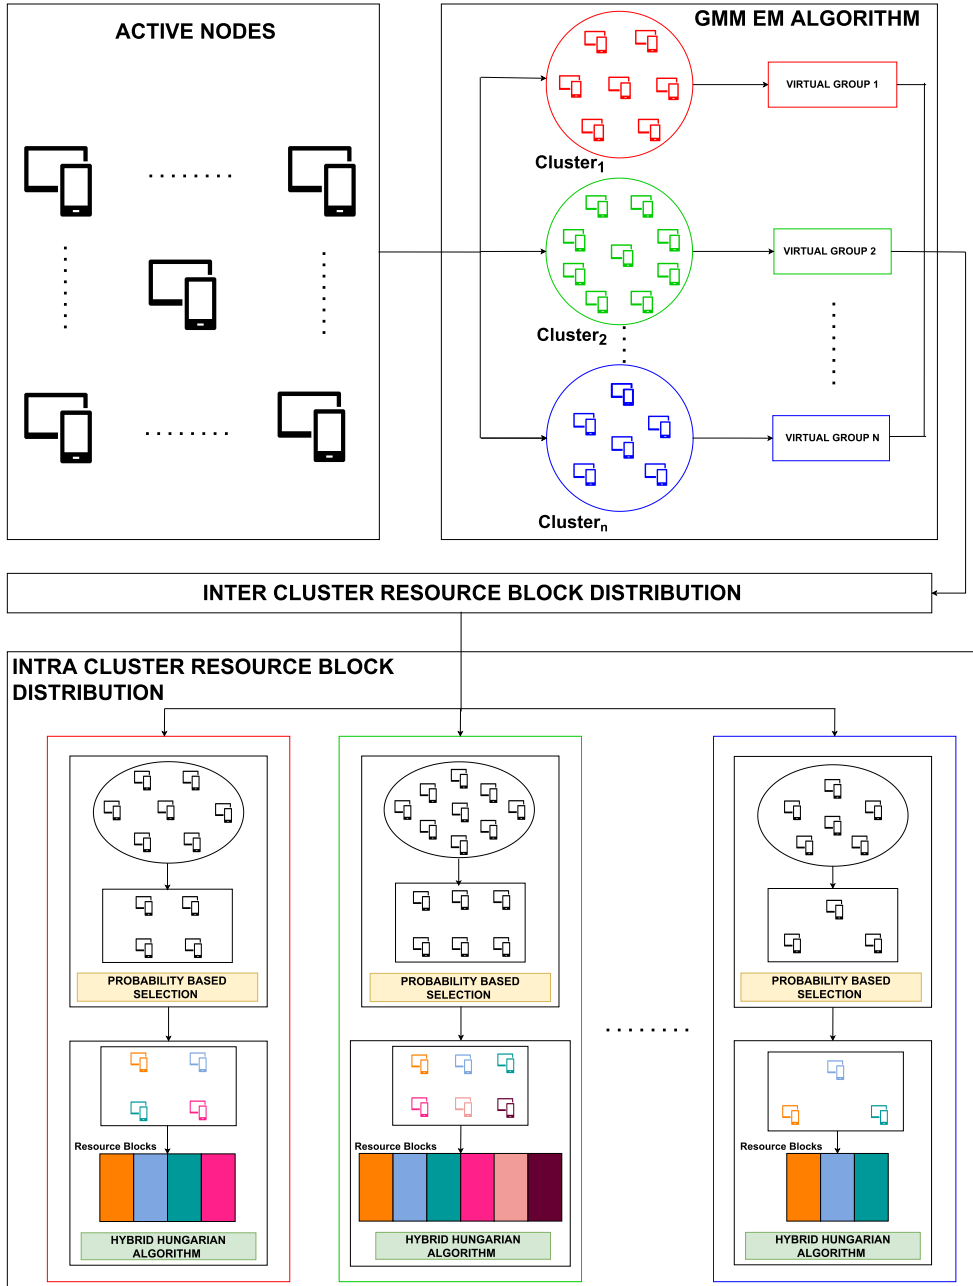 ACTIVE NODES
GMM EM ALGORITHM
VIRTUAL GROUP 1
Cluster1
VIRTUAL GROUP 2
Cluster2
VIRTUAL GROUP N
Clustern
INTER CLUSTER RESOURCE BLOCK DISTRIBUTION
INTRA CLUSTER RESOURCE BLOCK
DISTRIBUTION
PROBABILITY BASED
SELECTION
PROBABILITY BASED
SELECTION
PROBABILITY BASED
SELECTION
Resource Blocks
Resource Blocks
Resource Blocks
HYBRID HUNGARIAN
ALGORITHM
HYBRID HUNGARIAN
ALGORITHM
HYBRID HUNGARIAN
ALGORITHM